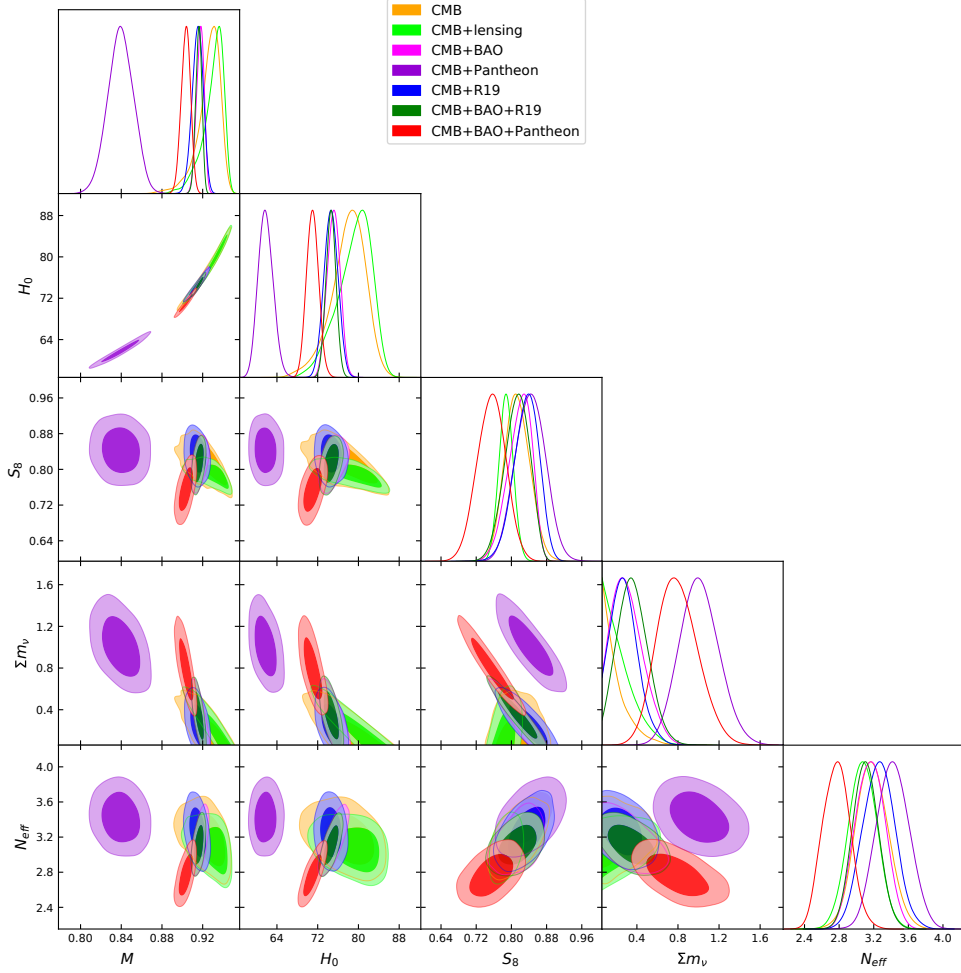 CMB
CMB+lensing
CMB+BAO
CMB+Pantheon
CMB+R19
CMB+BAO+R19
CMB+BAO+Pantheon
88
80
72
64
H₀
0.96
0.88
0.80
0.72
0.64
S₈
1.6
1.2
0.8
0.4
Σmν
4.0
3.6
3.2
2.8
2.4
Neff
0.80 0.84 0.88 0.92
64 72 80 88
0.64 0.72 0.80 0.88 0.96
0.4 0.8 1.2 1.6
2.4 2.8 3.2 3.6 4.0
M H₀ S₈ Σmν Neff